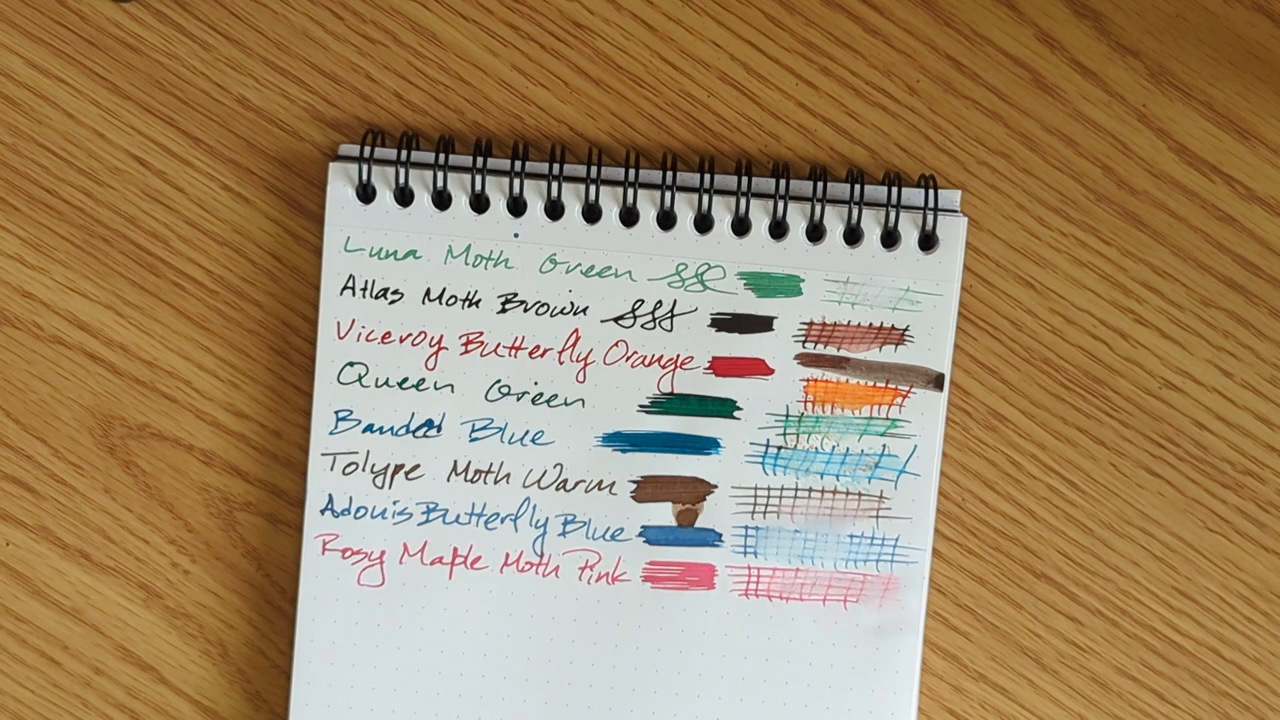 Luna Moth Green
Atlas Moth Brown
Viceroy Butterfly Orange
Queen Green
Banded Blue
Tolype Moth Warm
Adonis Butterfly Blue
Rosy Maple Moth Pink